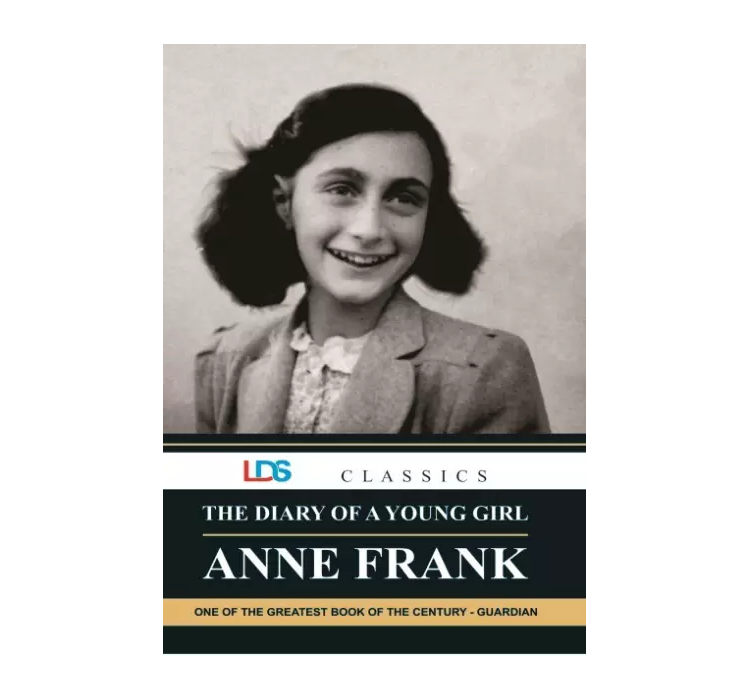 LDS CLASSICS
THE DIARY OF A YOUNG GIRL
ANNE FRANK
ONE OF THE GREATEST BOOK OF THE CENTURY - GUARDIAN